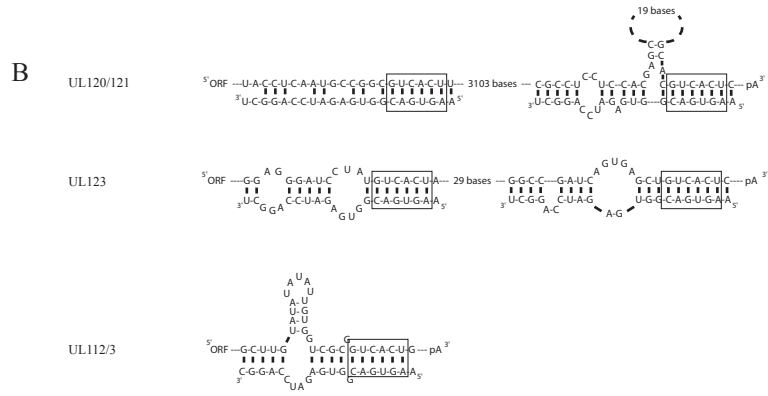 B
19 bases
C-G
G C
A A
G
UL120/121
5' ORF ---U-A-C-C-U-C-A-A-U-G-C-C-G-G-C-G-U-C-A-C-U-U--- 3103 bases --- C-G-C-C-U C-C U-C-C-A-C C-G-U-C-A-C-U-C--- pA 3'
3' U-C-G-G-A-C-C-U-A-G-A-G-U-G-G-C-A-G-U-G-A-A 5' 3' U-C-G-G-A C-C U A-G-A G-U-G---G-C-A-G-U-G-A-A 5'
UL123
5' ORF ---G-G A G G-G-A-U-C C U A U-G-U-C-A-C-U-A--- 29 bases --- G-G-C-C ---G-A-U-C A G U G A G-C-U-G-U-C-A-C-U-C--- pA 3'
3' U-C G G A C-C-U-A-G A G U G G C-A-G-U-G-A-A 5' 3' U-C-G-G A-C C-U-A-G A-G U-G-G-C-A-G-U-G-A-A 5'
UL112/3
A U A
U A
A U
U U
A- U
U- G
A- U
U- G
G
5' ORF ---G-C-U-U-G U-C-G-C G G-U-C-A-C-U-G--- pA 3'
3' C-G-G-A-C C U A G A-G-U-G G C-A-G-U-G-A-A 5'